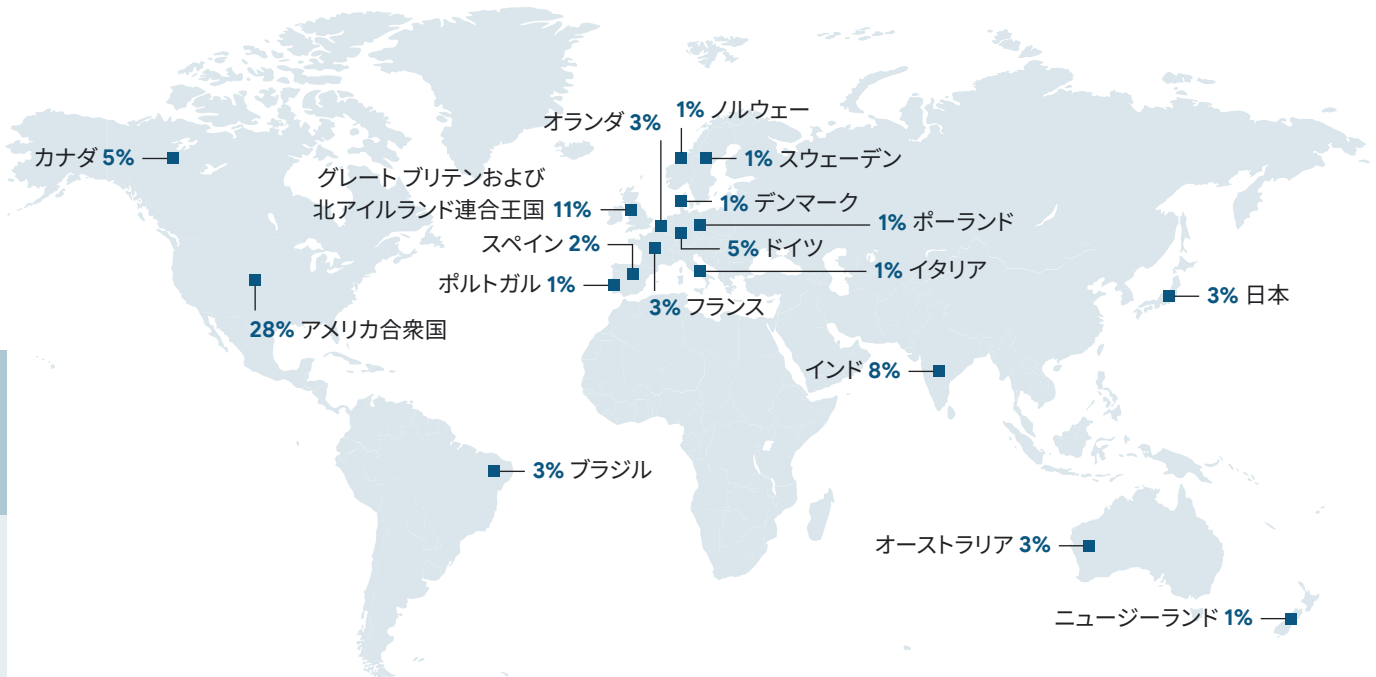 1% ノルウェー
オランダ 3%
カナダ 5%
1% スウェーデン
グレート ブリテンおよび
北アイルランド連合王国 11%
1% デンマーク
1% ポーランド
スペイン 2%
5% ドイツ
1% イタリア
ポルトガル 1%
3% フランス
3% 日本
28% アメリカ合衆国
インド 8%
3% ブラジル
オーストラリア 3%
ニュージーランド 1%